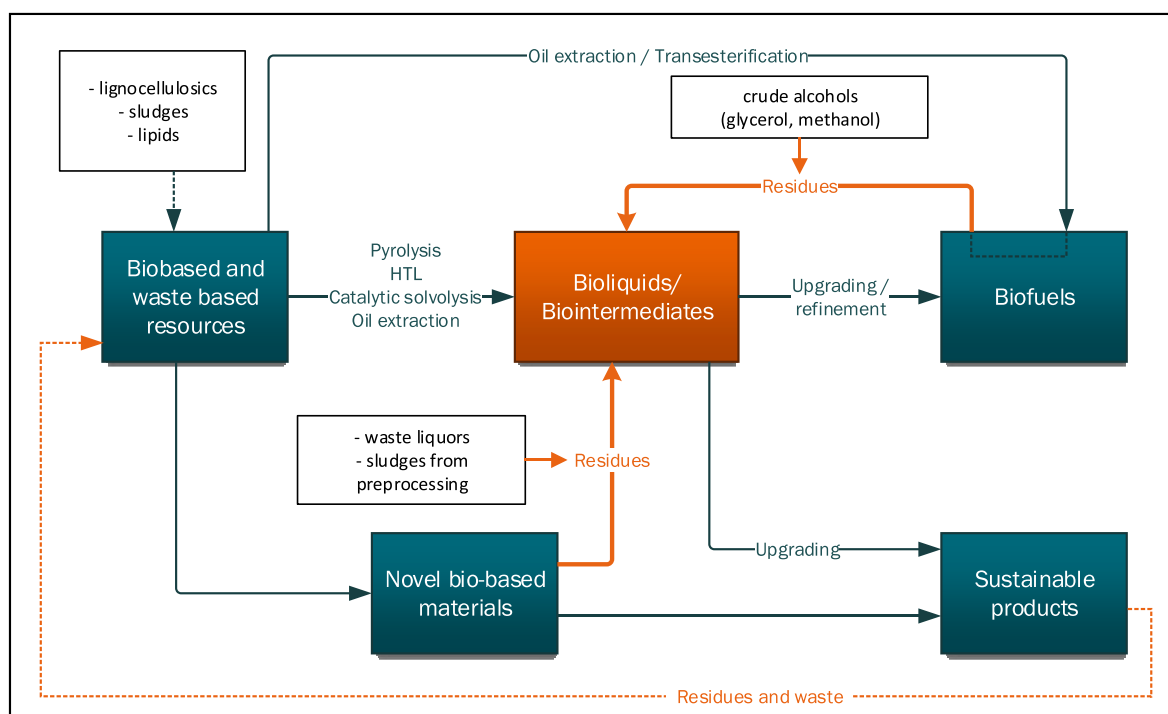 Oil extraction / Transesterification
- lignocellulosics
- sludges
- lipids
crude alcohols
(glycerol, methanol)
Residues
Biobased and
waste based
resources
Pyrolysis
HTL
Catalytic solvolysis
Oil extraction
Bioliquids/
Biointermediates
Upgrading /
refinement
Biofuels
- waste liquors
- sludges from
preprocessing
Residues
Novel bio-based
materials
Upgrading
Sustainable
products
Residues and waste